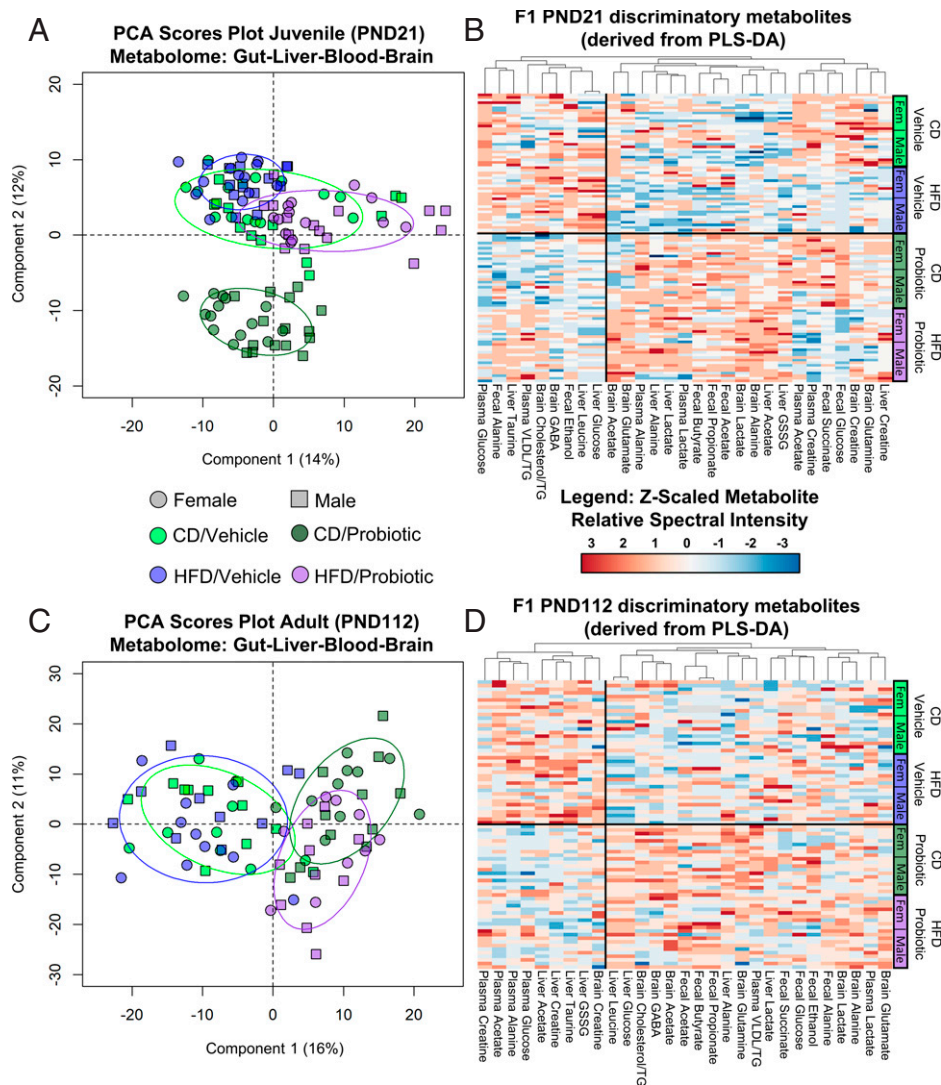 A
PCA Scores Plot Juvenile (PND21)
Metabolome: Gut-Liver-Blood-Brain
Component 2 (12%)
20
10
0
-10
-20
-20
-10
0
10
20
Component 1 (14%)
Female
Male
CD/Vehicle
CD/Probiotic
HFD/Vehicle
HFD/Probiotic
B
F1 PND21 discriminatory metabolites
(derived from PLS-DA)
Fem
Male
Fem
Male
Fem
Male
Fem
Male
Vehicle
Vehicle
Probiotic
Probiotic
CD
HFD
CD
HFD
Plasma Glucose
Fecal Alanine
Liver Taurine
Plasma VLDL/TG
Brain Cholesterol/TG
Brain GABA
Fecal Ethanol
Liver Leucine
Liver Glucose
Brain Acetate
Brain Glutamate
Plasma Alanine
Liver Alanine
Liver Lactate
Plasma Lactate
Fecal Butyrate
Fecal Propionate
Fecal Acetate
Brain Lactate
Brain Alanine
Liver Acetate
Liver GSSG
Plasma Acetate
Plasma Creatine
Fecal Succinate
Fecal Glucose
Brain Creatine
Brain Glutamine
Liver Creatine
Legend: Z-Scaled Metabolite
Relative Spectral Intensity
3 2 1 0 -1 -2 -3
C
PCA Scores Plot Adult (PND112)
Metabolome: Gut-Liver-Blood-Brain
Component 2 (11%)
30
20
10
0
-10
-20
-30
-20
-10
0
10
20
Component 1 (16%)
D
F1 PND112 discriminatory metabolites
(derived from PLS-DA)
Fem
Male
Fem
Male
Fem
Male
Fem
Male
Vehicle
Vehicle
Probiotic
Probiotic
CD
HFD
CD
HFD
Plasma Creatine
Plasma Acetate
Plasma Alanine
Plasma Glucose
Liver Acetate
Liver Creatine
Liver Taurine
Liver GSSG
Brain Creatine
Liver Leucine
Liver Glucose
Brain Cholesterol/TG
Brain GABA
Brain Acetate
Fecal Acetate
Fecal Butyrate
Fecal Propionate
Liver Alanine
Brain Glutamine
Plasma VLDL/TG
Liver Lactate
Fecal Succinate
Fecal Glucose
Fecal Ethanol
Fecal Alanine
Brain Lactate
Brain Alanine
Plasma Lactate
Brain Glutamate